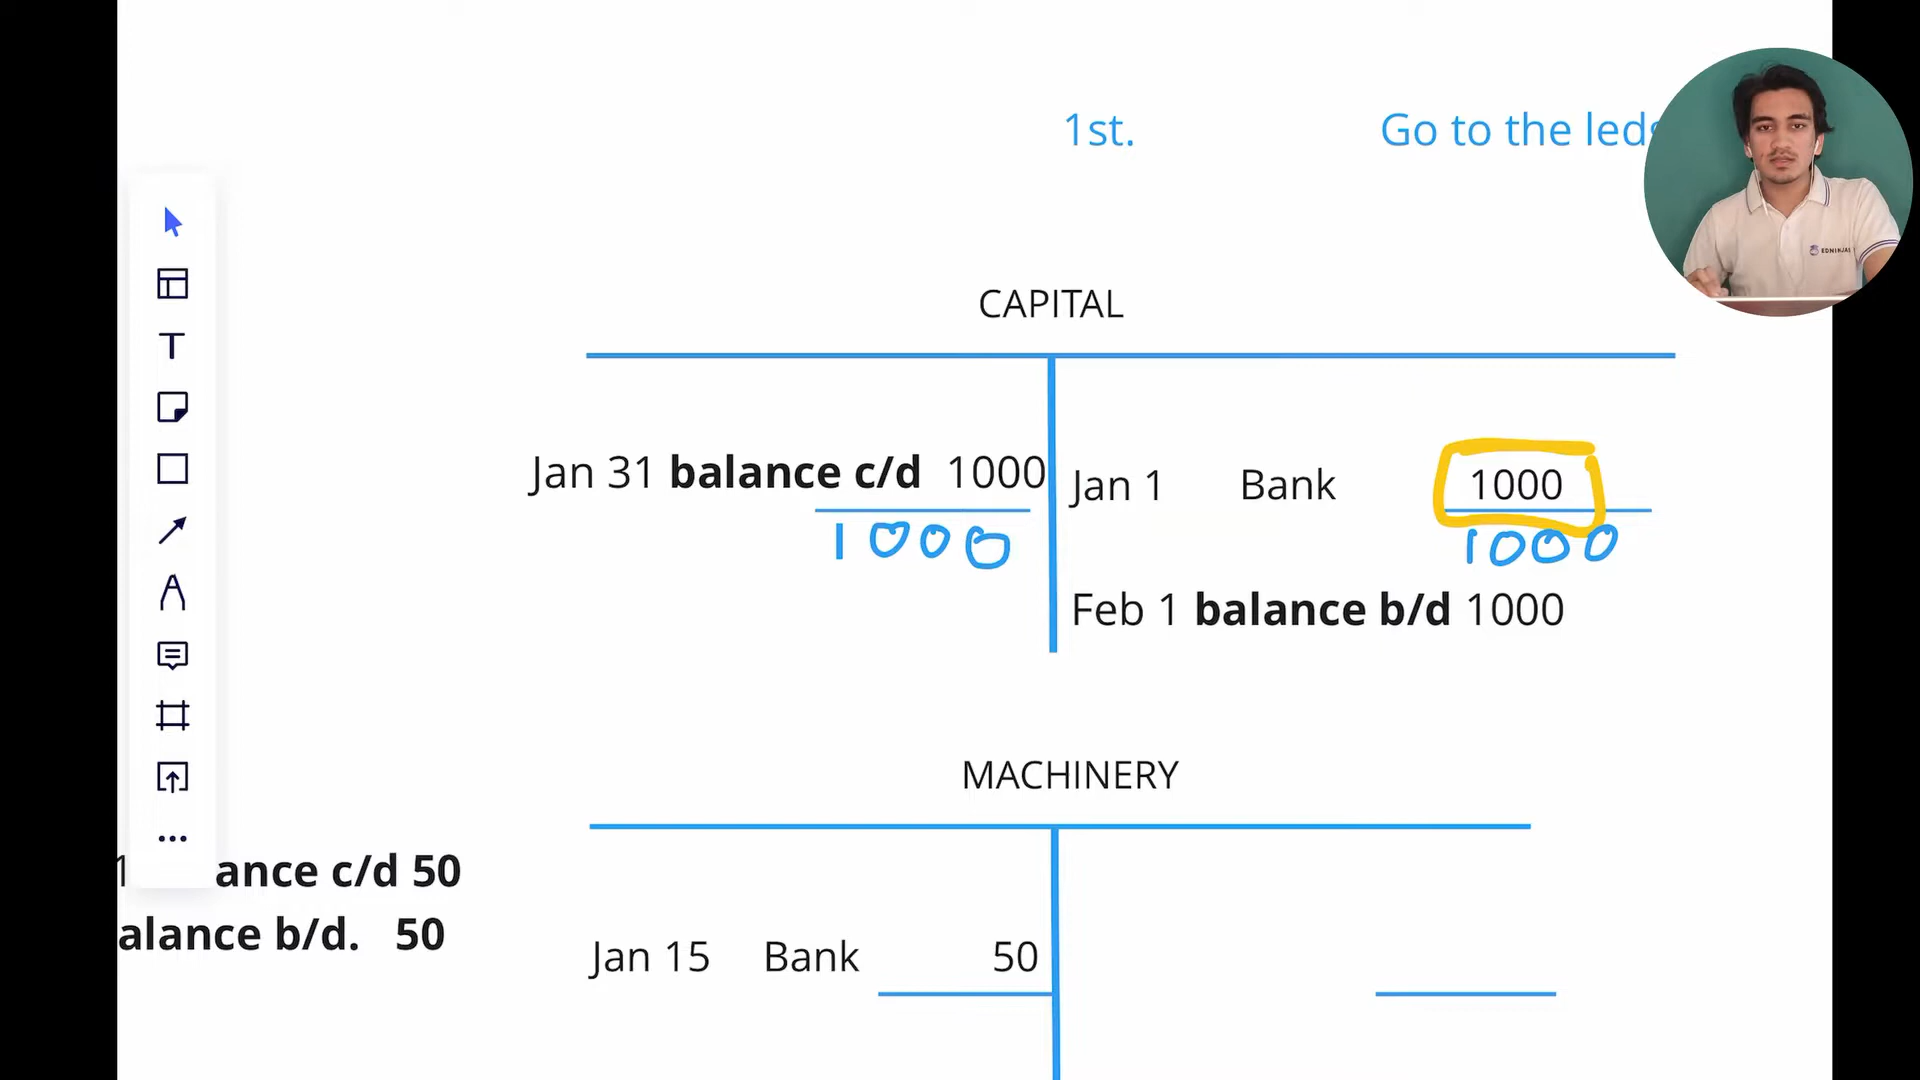 1st. Go to the led
EDNINJAS
CAPITAL
Jan 31 balance c/d 1000
1000
Jan 1 Bank 1000
1000
Feb 1 balance b/d 1000
MACHINERY
ance c/d 50
alance b/d. 50
Jan 15 Bank 50